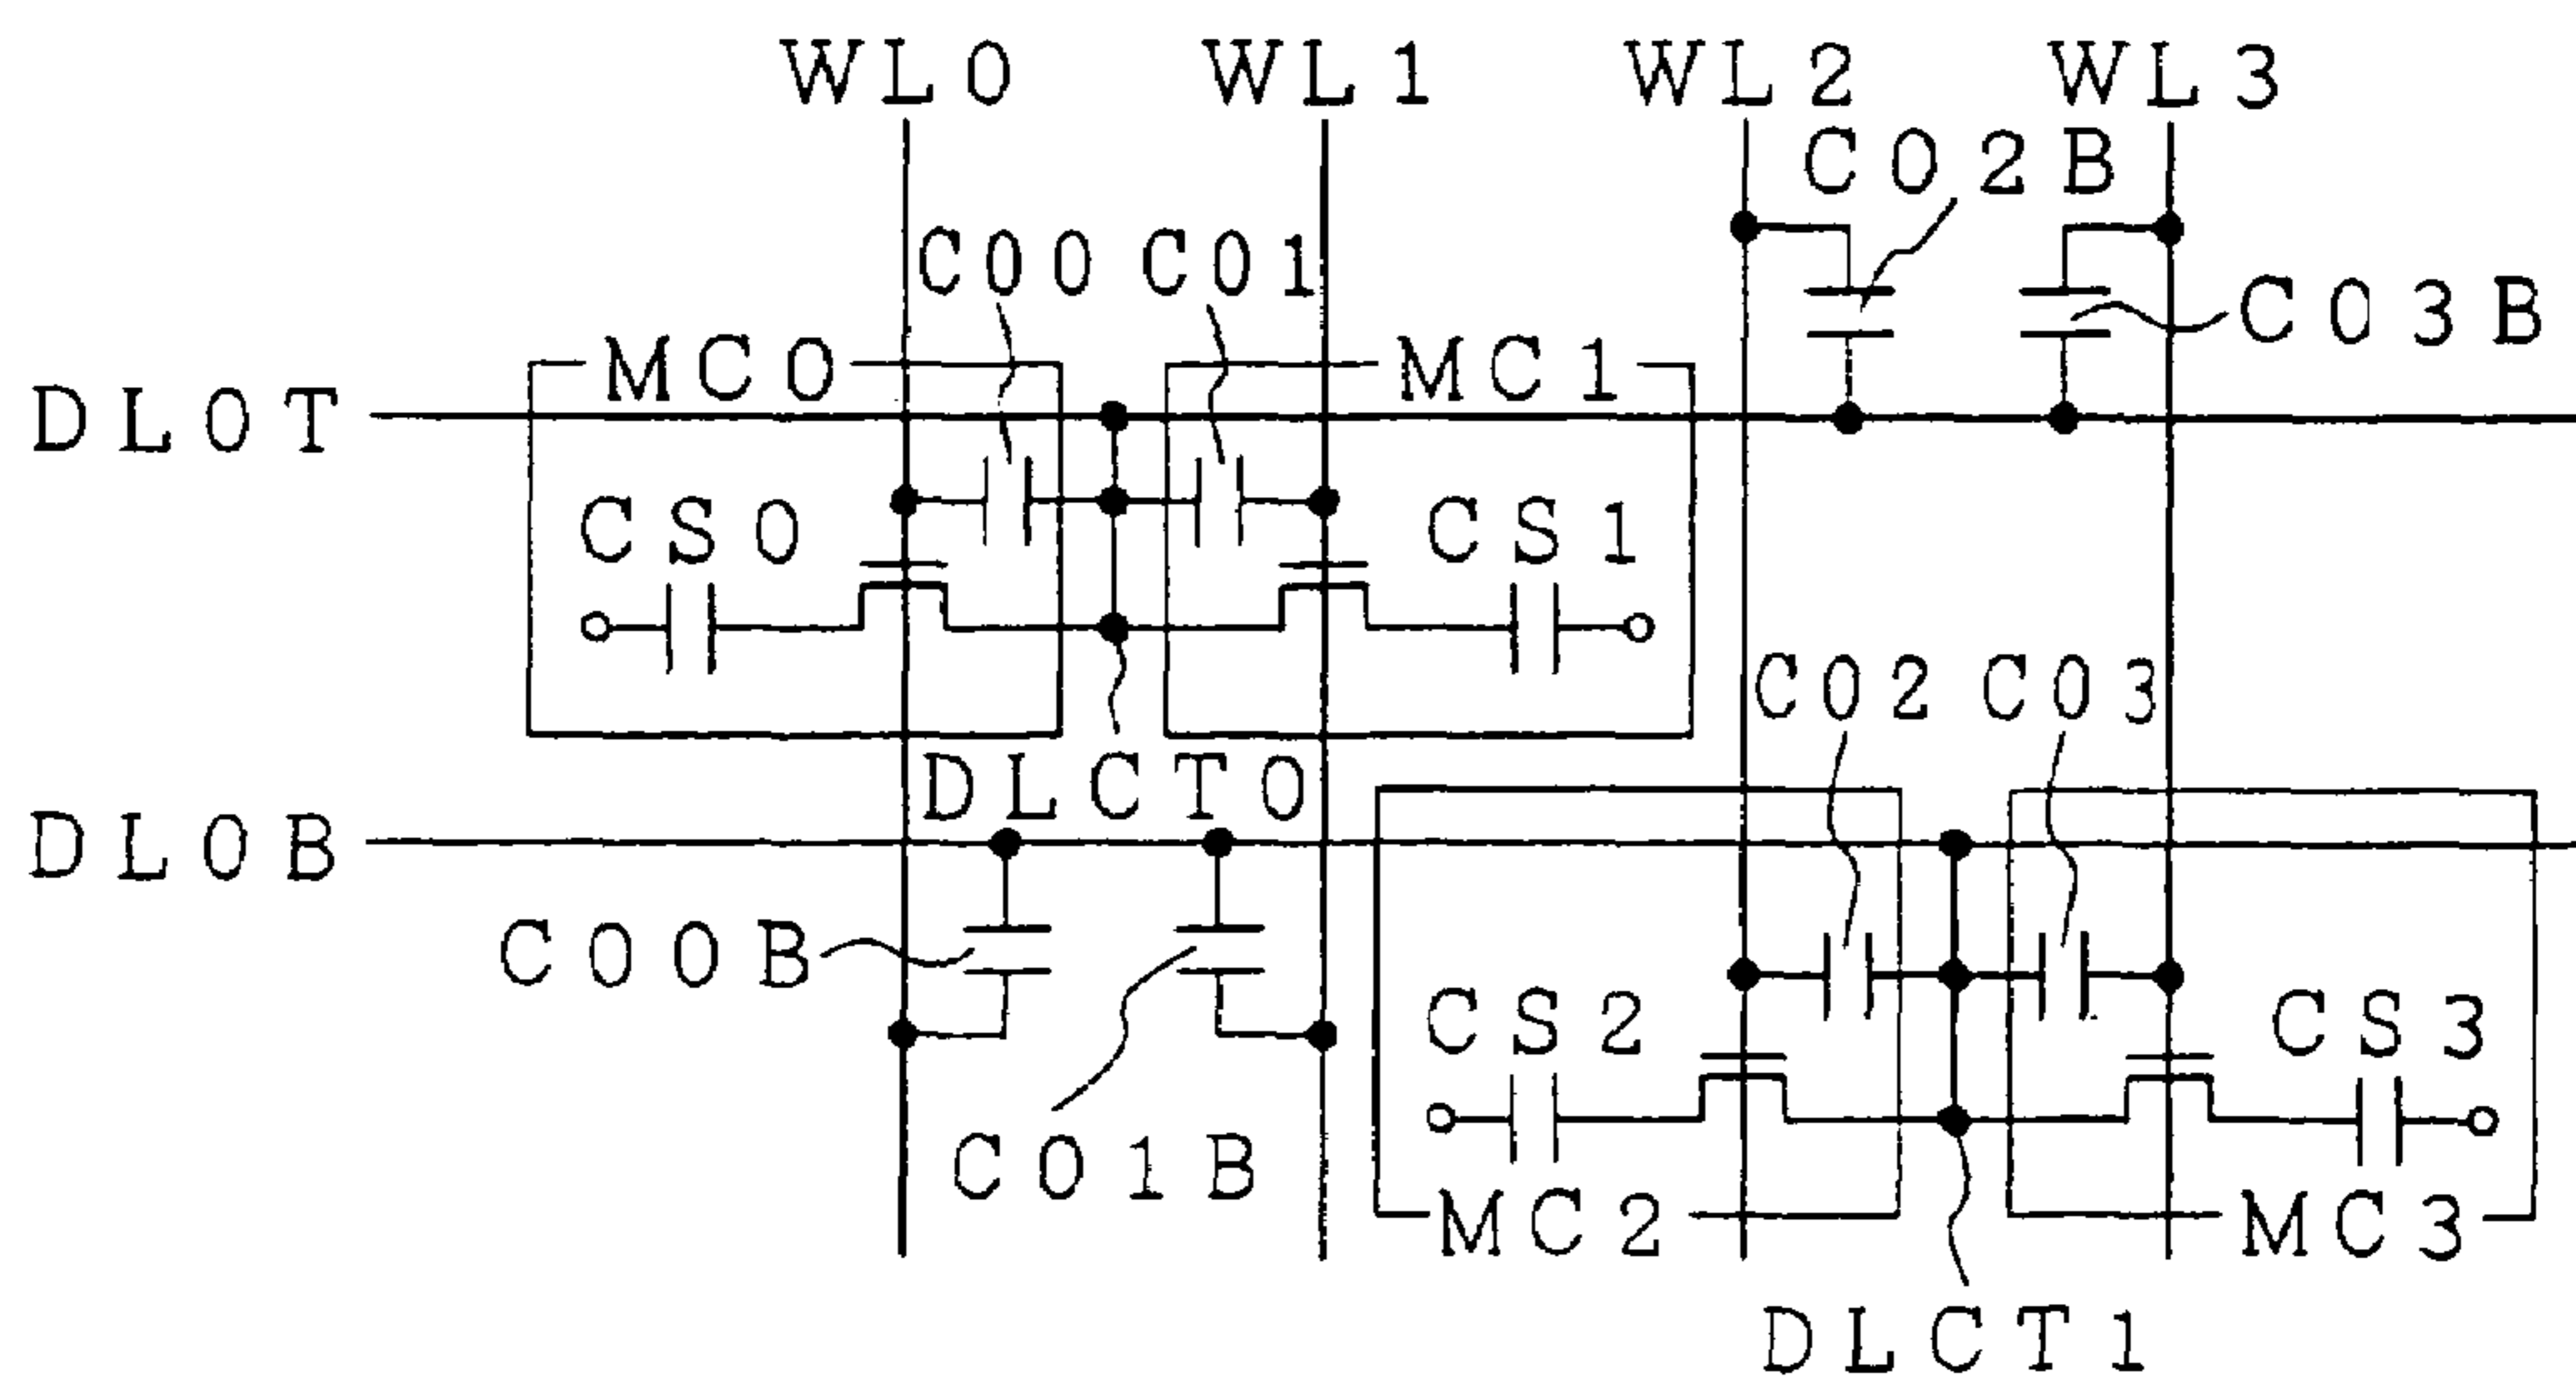 WL0 WL1 WL2 WL3
C02B
C00 C01
C03B
MC0 MC1
DL0T
CS0 CS1
C02 C03
DLCT0
DL0B
C00B
CS2 CS3
C01B
MC2 MC3
DLCT1